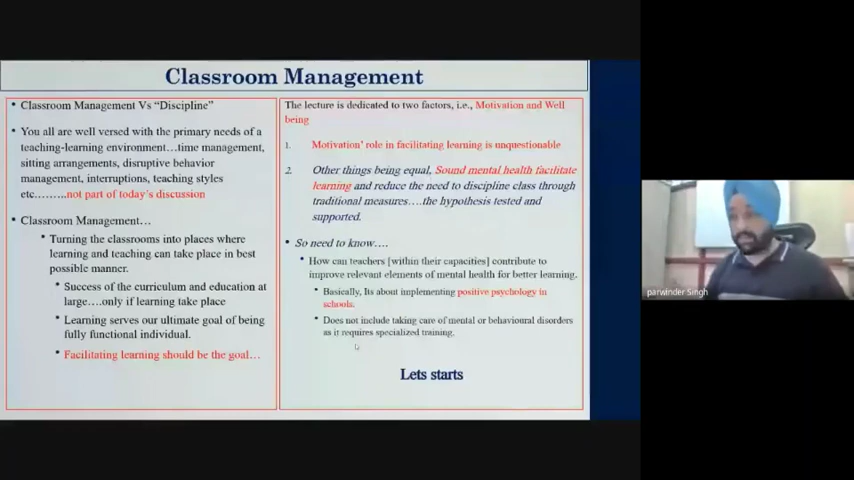 Classroom Management
• Classroom Management Vs “Discipline”
• You all are well versed with the primary needs of a
teaching-learning environment…time management,
sitting arrangements, disruptive behavior
management, interruptions, teaching styles
etc……..not part of today’s discussion
• Classroom Management…
• Turning the classrooms into places where
learning and teaching can take place in best
possible manner.
• Success of the curriculum and education at
large….only if learning take place
• Learning serves our ultimate goal of being
fully functional individual.
• Facilitating learning should be the goal…
The lecture is dedicated to two factors, i.e., Motivation and Well
being
1. Motivation’ role in facilitating learning is unquestionable
2. Other things being equal, Sound mental health facilitate
learning and reduce the need to discipline class through
traditional measures….the hypothesis tested and
supported.
• So need to know….
• How can teachers [within their capacities] contribute to
improve relevant elements of mental health for better learning.
• Basically, Its about implementing positive psychology in
schools.
• Does not include taking care of mental or behavioural disorders
as it requires specialized training.
Lets starts
parwinder Singh